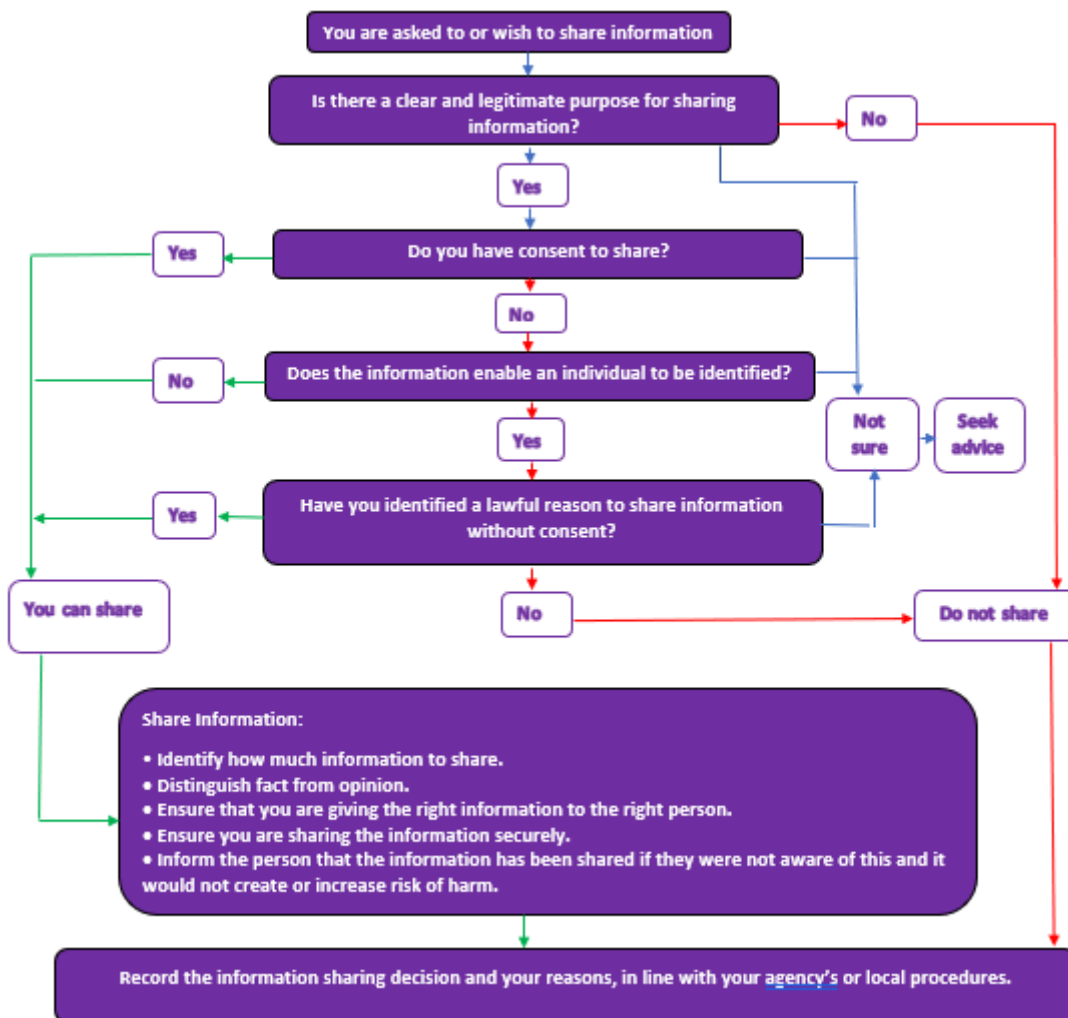 You are asked to or wish to share information
Is there a clear and legitimate purpose for sharing
information?
No
Yes
Do you have consent to share?
Yes
No
Does the information enable an individual to be identified?
No
Yes
Not
sure
Seek
advice
Have you identified a lawful reason to share information
without consent?
Yes
No
You can share
Do not share
Share Information:
• Identify how much information to share.
• Distinguish fact from opinion.
• Ensure that you are giving the right information to the right person.
• Ensure you are sharing the information securely.
• Inform the person that the information has been shared if they were not aware of this and it
would not create or increase risk of harm.
Record the information sharing decision and your reasons, in line with your agency's or local procedures.